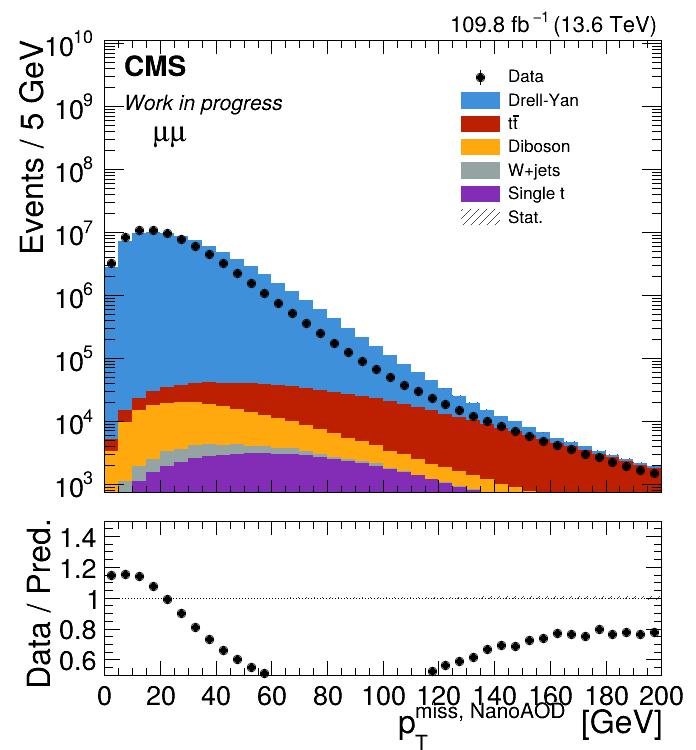 109.8 fb⁻¹ (13.6 TeV)
CMS
Work in progress
μμ
Data
Drell-Yan
tt̄
Diboson
W+jets
Single t
Stat.
Events / 5 GeV
10¹⁰
10⁹
10⁸
10⁷
10⁶
10⁵
10⁴
10³
Data / Pred.
1.4
1.2
1
0.8
0.6
0 20 40 60 80 100 120 140 160 180 200
p_T^miss, NanoAOD [GeV]